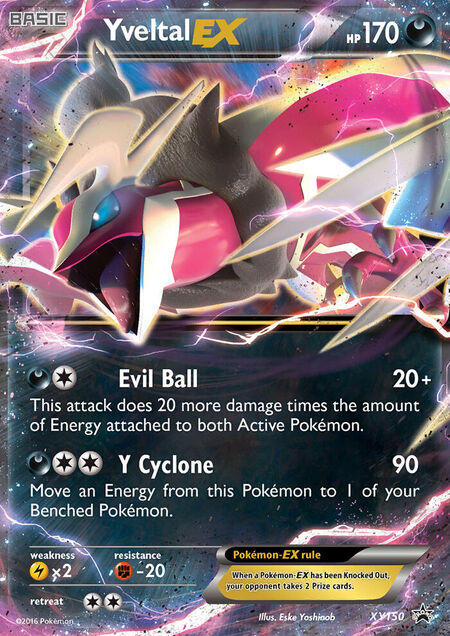 BASIC
Yveltal EX HP 170
Evil Ball 20+
This attack does 20 more damage times the amount
of Energy attached to both Active Pokémon.
Y Cyclone 90
Move an Energy from this Pokémon to 1 of your
Benched Pokémon.
weakness resistance
×2 -20
retreat
Pokémon-EX rule
When a Pokémon-EX has been Knocked Out,
your opponent takes 2 Prize cards.
©2016 Pokémon Illus. Eske Yoshinob XY150